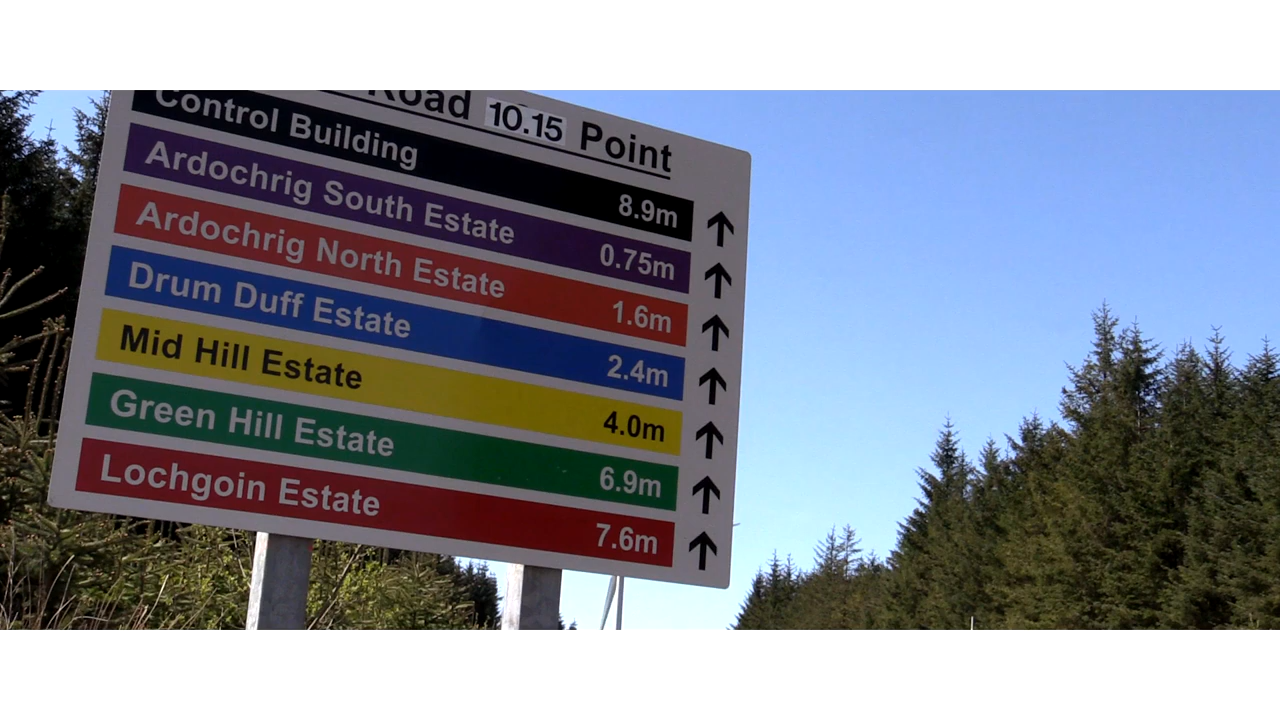 Road 10.15 Point
Control Building 8.9m
Ardochrig South Estate 0.75m
Ardochrig North Estate 1.6m
Drum Duff Estate 2.4m
Mid Hill Estate 4.0m
Green Hill Estate 6.9m
Lochgoin Estate 7.6m